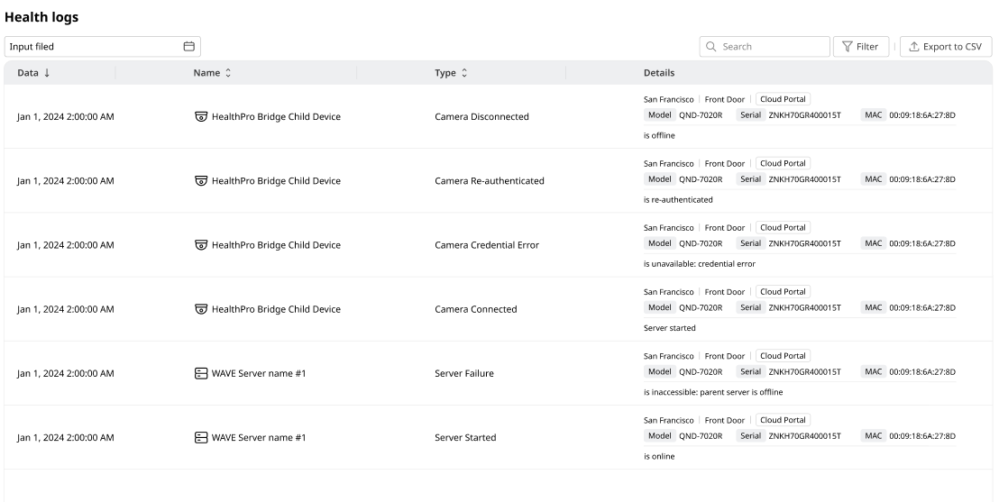 Health logs
Input filed
Search
Filter
Export to CSV
Data Name Type Details
San Francisco Front Door Cloud Portal
Jan 1, 2024 2:00:00 AM HealthPro Bridge Child Device Camera Disconnected Model QND-7020R Serial ZNKH70GR400015T MAC 00:09:18:6A:27:8D
is offline
San Francisco Front Door Cloud Portal
Jan 1, 2024 2:00:00 AM HealthPro Bridge Child Device Camera Re-authenticated Model QND-7020R Serial ZNKH70GR400015T MAC 00:09:18:6A:27:8D
is re-authenticated
San Francisco Front Door Cloud Portal
Jan 1, 2024 2:00:00 AM HealthPro Bridge Child Device Camera Credential Error Model QND-7020R Serial ZNKH70GR400015T MAC 00:09:18:6A:27:8D
is unavailable: credential error
San Francisco Front Door Cloud Portal
Jan 1, 2024 2:00:00 AM HealthPro Bridge Child Device Camera Connected Model QND-7020R Serial ZNKH70GR400015T MAC 00:09:18:6A:27:8D
Server started
San Francisco Front Door Cloud Portal
Jan 1, 2024 2:00:00 AM WAVE Server name #1 Server Failure Model QND-7020R Serial ZNKH70GR400015T MAC 00:09:18:6A:27:8D
is inaccessible: parent server is offline
San Francisco Front Door Cloud Portal
Jan 1, 2024 2:00:00 AM WAVE Server name #1 Server Started Model QND-7020R Serial ZNKH70GR400015T MAC 00:09:18:6A:27:8D
is online